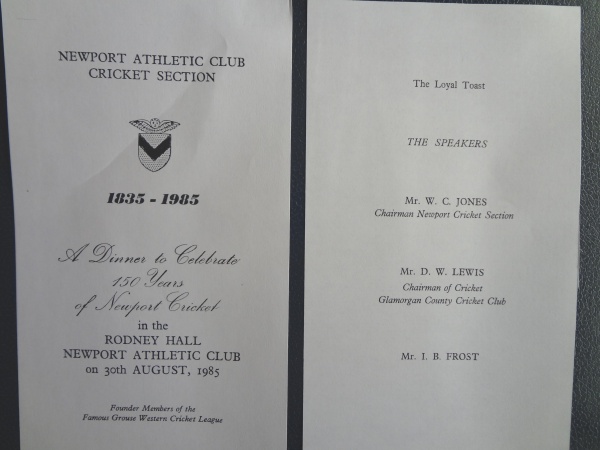 NEWPORT ATHLETIC CLUB
CRICKET SECTION
1835 - 1985
A Dinner to Celebrate
150 Years
of Newport Cricket
in the
RODNEY HALL
NEWPORT ATHLETIC CLUB
on 30th AUGUST, 1985
Founder Members of the
Famous Grouse Western Cricket League
The Loyal Toast
THE SPEAKERS
Mr. W. C. JONES
Chairman Newport Cricket Section
Mr. D. W. LEWIS
Chairman of Cricket
Glamorgan County Cricket Club
Mr. I. B. FROST